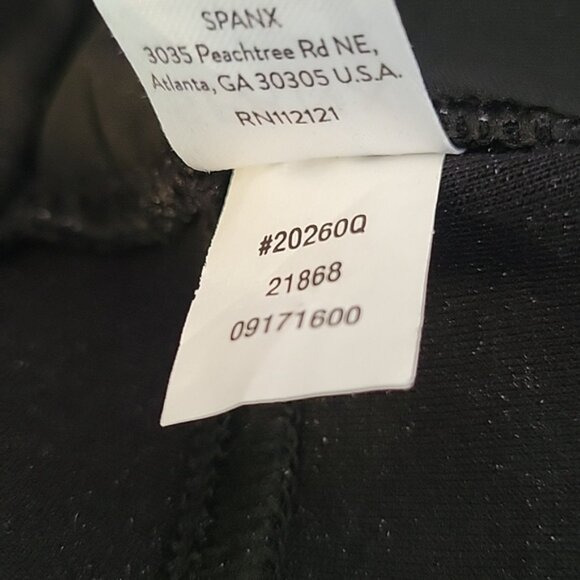 SPANX
3035 Peachtree Rd NE,
Atlanta, GA 30305 U.S.A.
RN112121
#20260Q
21868
09171600